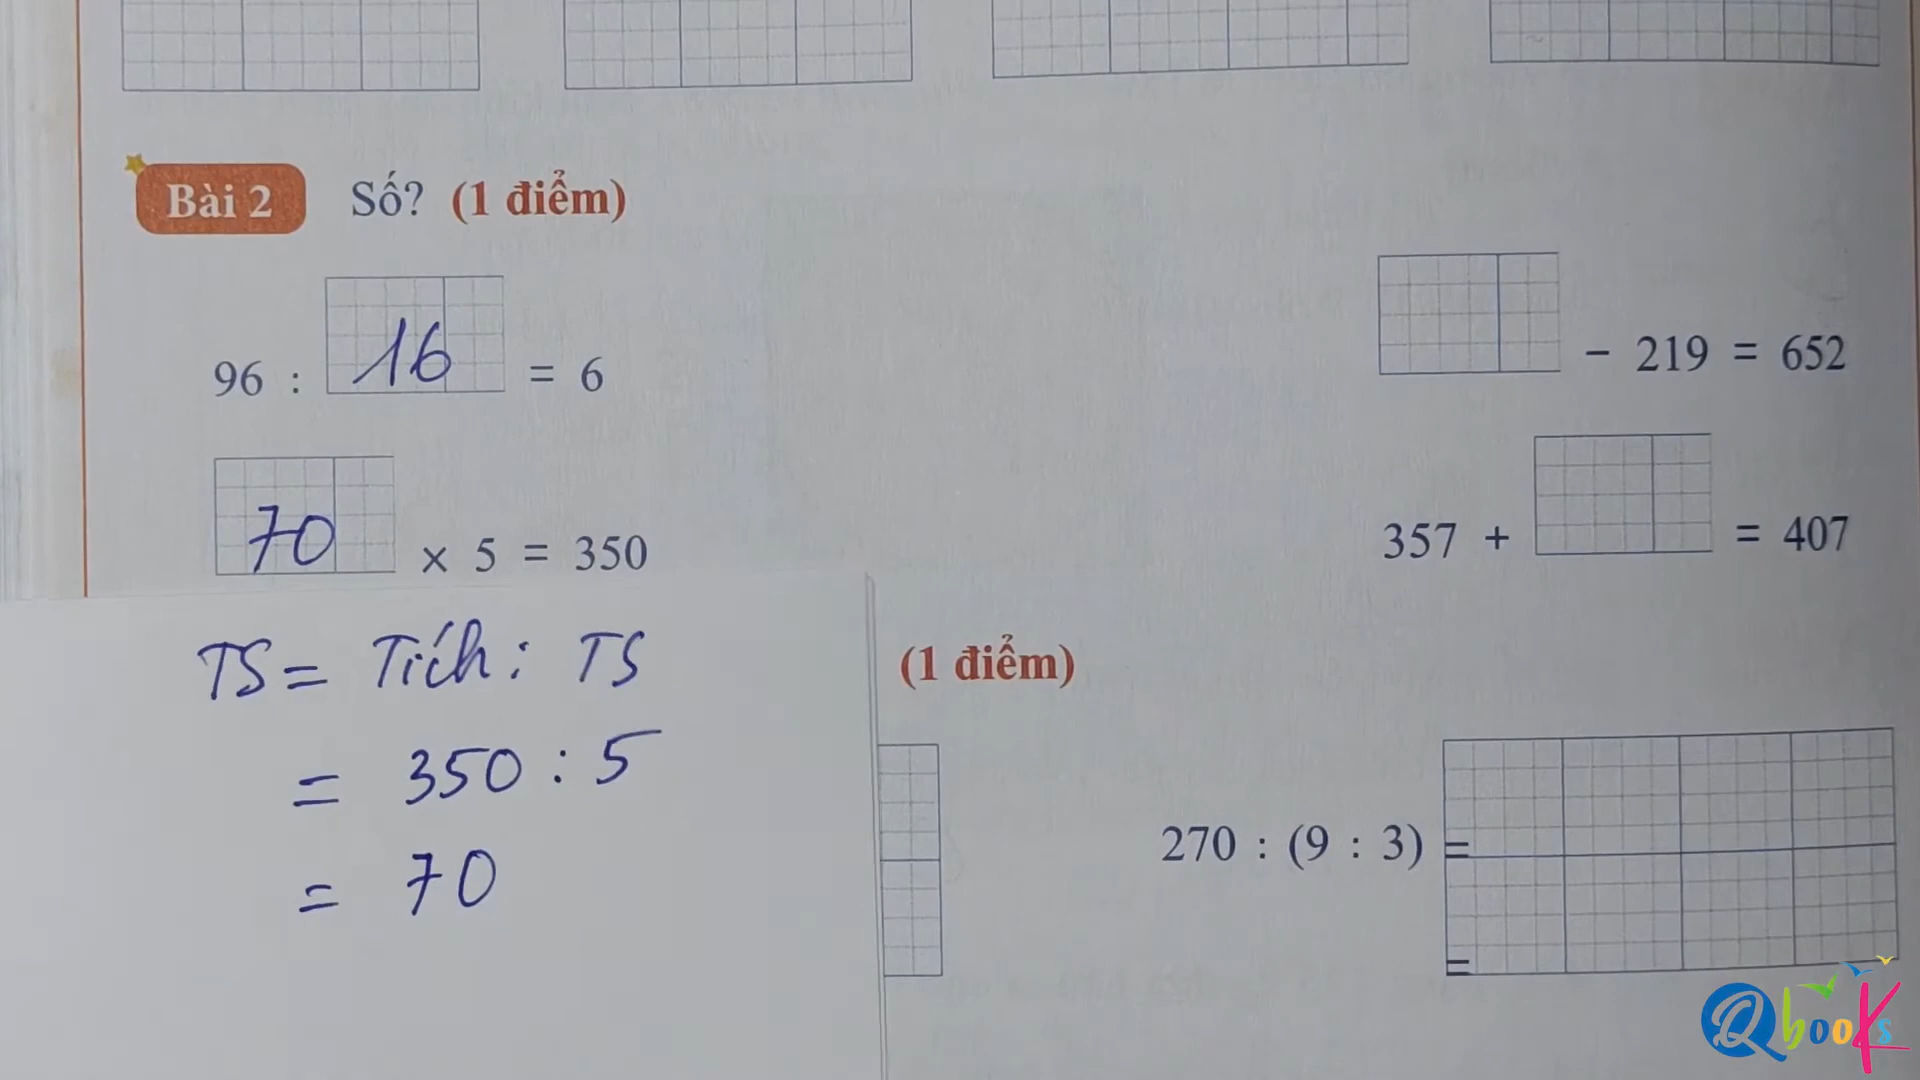 Bài 2 Số? (1 điểm)
96 : 16 = 6
- 219 = 652
70 × 5 = 350
357 + = 407
TS = Tích : TS
= 350 : 5
= 70
(1 điểm)
270 : (9 : 3) =
=
Qbooks